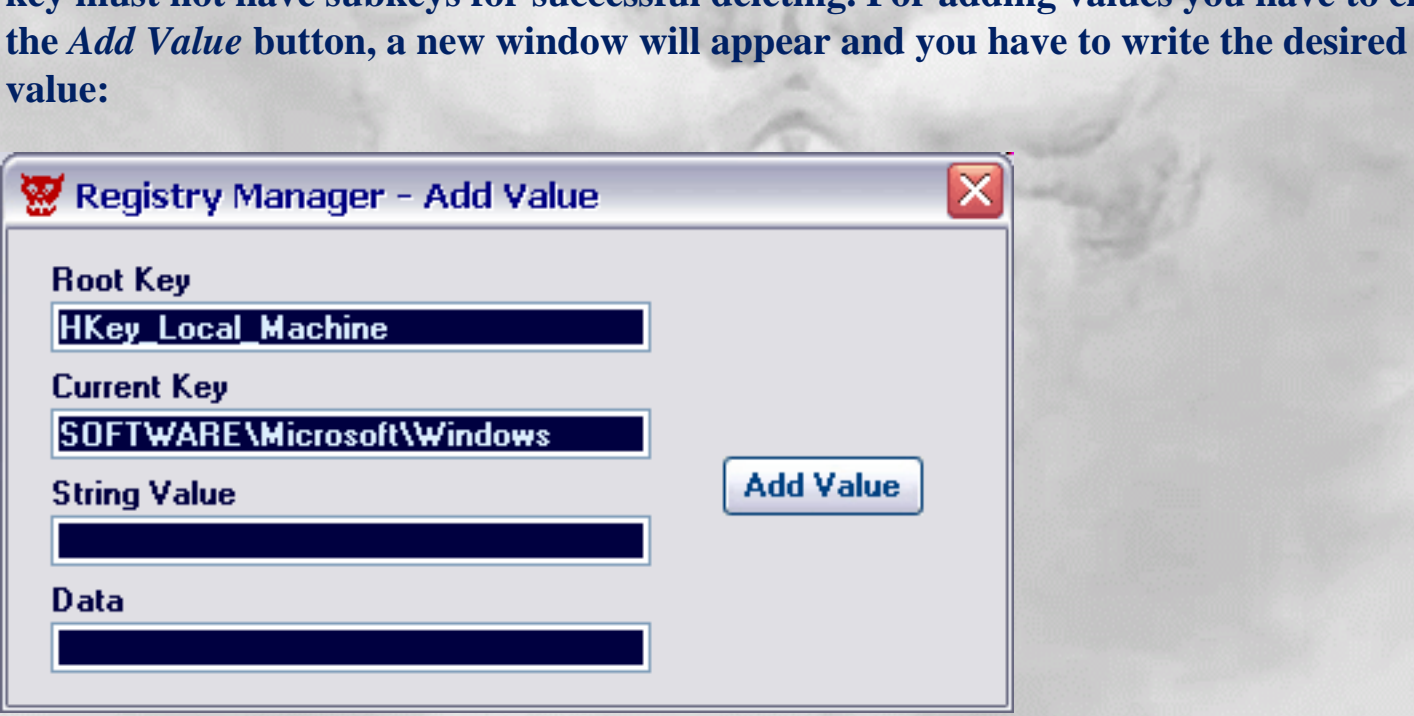 key must not have subkeys for successful deleting. For adding values you have to
the Add Value button, a new window will appear and you have to write the desired
value:
Registry Manager - Add Value
Root Key
HKey_Local_Machine
Current Key
SOFTWARE\Microsoft\Windows
String Value
Add Value
Data